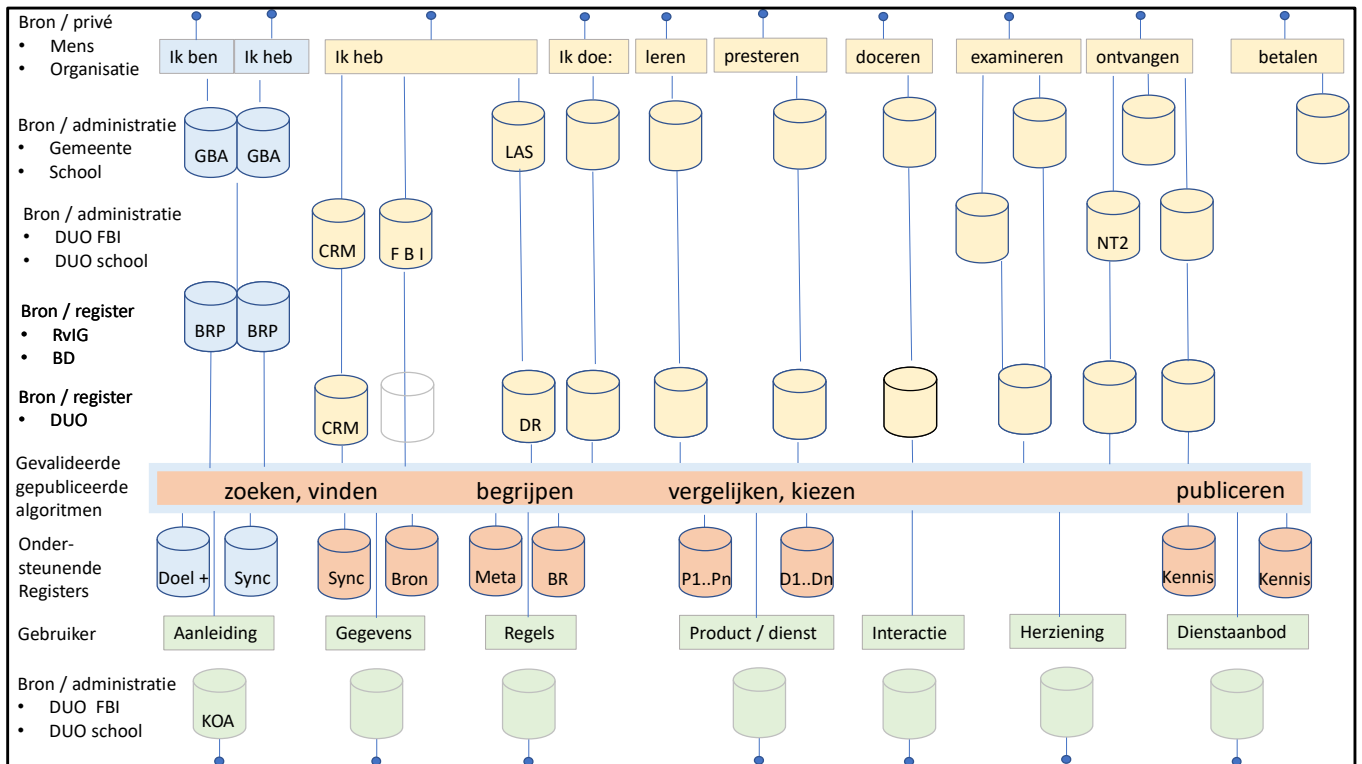 Bron / privé
• Mens
• Organisatie
Ik ben
Ik heb
Ik heb
Ik doe:
leren
presteren
doceren
examineren
ontvangen
betalen
Bron / administratie
• Gemeente
• School
GBA
GBA
LAS
Bron / administratie
• DUO FBI
• DUO school
CRM
F B I
NT2
Bron / register
• RvIG
• BD
BRP
BRP
Bron / register
• DUO
CRM
DR
Gevalideerde
gepubliceerde
algoritmen
zoeken, vinden
begrijpen
vergelijken, kiezen
publiceren
Onder-
steunende
Registers
Doel +
Sync
Sync
Bron
Meta
BR
P1..Pn
D1..Dn
Kennis
Kennis
Gebruiker
Aanleiding
Gegevens
Regels
Product / dienst
Interactie
Herziening
Dienstaanbod
Bron / administratie
• DUO FBI
• DUO school
KOA